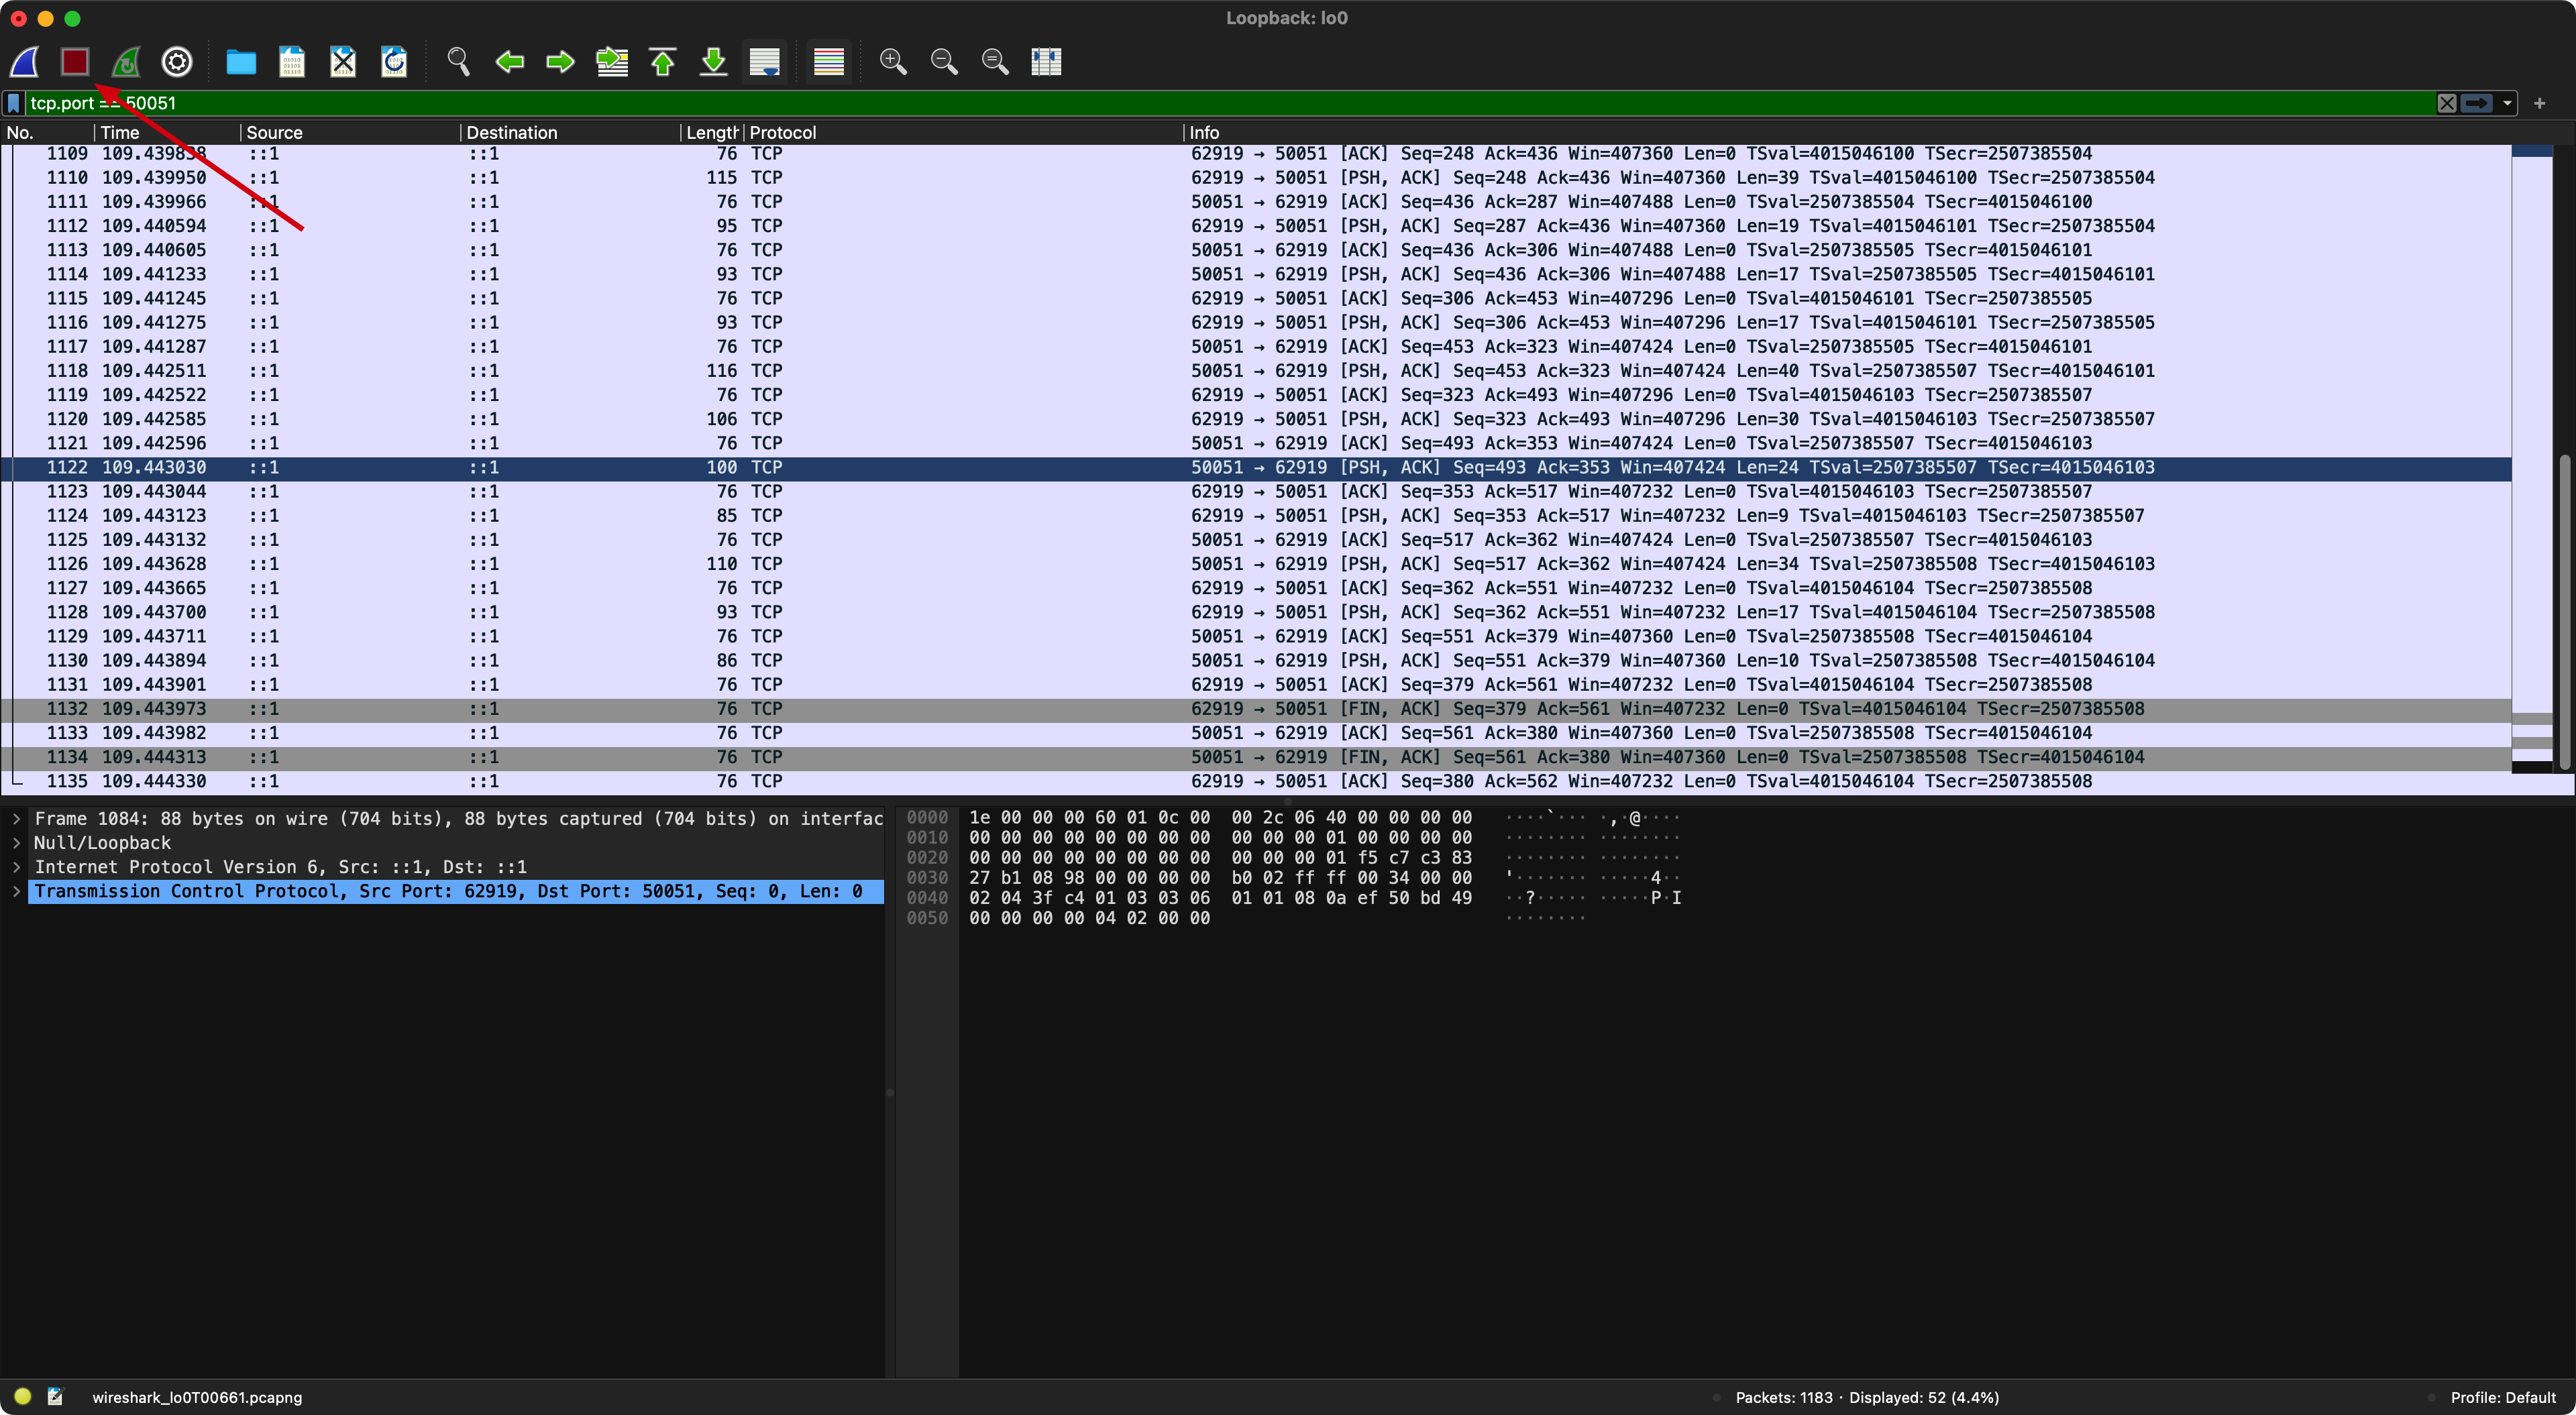 Loopback: lo0
tcp.port == 50051
No. Time Source Destination Length Protocol Info
1109 109.439838 ::1 ::1 76 TCP 62919 → 50051 [ACK] Seq=248 Ack=436 Win=407360 Len=0 TSval=4015046100 TSecr=2507385504
1110 109.439950 ::1 ::1 115 TCP 62919 → 50051 [PSH, ACK] Seq=248 Ack=436 Win=407360 Len=39 TSval=4015046100 TSecr=2507385504
1111 109.439966 ::1 ::1 76 TCP 50051 → 62919 [ACK] Seq=436 Ack=287 Win=407488 Len=0 TSval=2507385504 TSecr=4015046100
1112 109.440594 ::1 ::1 95 TCP 62919 → 50051 [PSH, ACK] Seq=287 Ack=436 Win=407360 Len=19 TSval=4015046101 TSecr=2507385504
1113 109.440605 ::1 ::1 76 TCP 50051 → 62919 [ACK] Seq=436 Ack=306 Win=407488 Len=0 TSval=2507385505 TSecr=4015046101
1114 109.441233 ::1 ::1 93 TCP 50051 → 62919 [PSH, ACK] Seq=436 Ack=306 Win=407488 Len=17 TSval=2507385505 TSecr=4015046101
1115 109.441245 ::1 ::1 76 TCP 62919 → 50051 [ACK] Seq=306 Ack=453 Win=407296 Len=0 TSval=4015046101 TSecr=2507385505
1116 109.441275 ::1 ::1 93 TCP 62919 → 50051 [PSH, ACK] Seq=306 Ack=453 Win=407296 Len=17 TSval=4015046101 TSecr=2507385505
1117 109.441287 ::1 ::1 76 TCP 50051 → 62919 [ACK] Seq=453 Ack=323 Win=407424 Len=0 TSval=2507385505 TSecr=4015046101
1118 109.442511 ::1 ::1 116 TCP 50051 → 62919 [PSH, ACK] Seq=453 Ack=323 Win=407424 Len=40 TSval=2507385507 TSecr=4015046101
1119 109.442522 ::1 ::1 76 TCP 62919 → 50051 [ACK] Seq=323 Ack=493 Win=407296 Len=0 TSval=4015046103 TSecr=2507385507
1120 109.442585 ::1 ::1 106 TCP 62919 → 50051 [PSH, ACK] Seq=323 Ack=493 Win=407296 Len=30 TSval=4015046103 TSecr=2507385507
1121 109.442596 ::1 ::1 76 TCP 50051 → 62919 [ACK] Seq=493 Ack=353 Win=407424 Len=0 TSval=2507385507 TSecr=4015046103
1122 109.443030 ::1 ::1 100 TCP 50051 → 62919 [PSH, ACK] Seq=493 Ack=353 Win=407424 Len=24 TSval=2507385507 TSecr=4015046103
1123 109.443044 ::1 ::1 76 TCP 62919 → 50051 [ACK] Seq=353 Ack=517 Win=407232 Len=0 TSval=4015046103 TSecr=2507385507
1124 109.443123 ::1 ::1 85 TCP 62919 → 50051 [PSH, ACK] Seq=353 Ack=517 Win=407232 Len=9 TSval=4015046103 TSecr=2507385507
1125 109.443132 ::1 ::1 76 TCP 50051 → 62919 [ACK] Seq=517 Ack=362 Win=407424 Len=0 TSval=2507385507 TSecr=4015046103
1126 109.443628 ::1 ::1 110 TCP 50051 → 62919 [PSH, ACK] Seq=517 Ack=362 Win=407424 Len=34 TSval=2507385508 TSecr=4015046103
1127 109.443665 ::1 ::1 76 TCP 62919 → 50051 [ACK] Seq=362 Ack=551 Win=407232 Len=0 TSval=4015046104 TSecr=2507385508
1128 109.443700 ::1 ::1 93 TCP 62919 → 50051 [PSH, ACK] Seq=362 Ack=551 Win=407232 Len=17 TSval=4015046104 TSecr=2507385508
1129 109.443711 ::1 ::1 76 TCP 50051 → 62919 [ACK] Seq=551 Ack=379 Win=407360 Len=0 TSval=2507385508 TSecr=4015046104
1130 109.443894 ::1 ::1 86 TCP 50051 → 62919 [PSH, ACK] Seq=551 Ack=379 Win=407360 Len=10 TSval=2507385508 TSecr=4015046104
1131 109.443901 ::1 ::1 76 TCP 62919 → 50051 [ACK] Seq=379 Ack=561 Win=407232 Len=0 TSval=4015046104 TSecr=2507385508
1132 109.443973 ::1 ::1 76 TCP 62919 → 50051 [FIN, ACK] Seq=379 Ack=561 Win=407232 Len=0 TSval=4015046104 TSecr=2507385508
1133 109.443982 ::1 ::1 76 TCP 50051 → 62919 [ACK] Seq=561 Ack=380 Win=407360 Len=0 TSval=2507385508 TSecr=4015046104
1134 109.444313 ::1 ::1 76 TCP 50051 → 62919 [FIN, ACK] Seq=561 Ack=380 Win=407360 Len=0 TSval=2507385508 TSecr=4015046104
1135 109.444330 ::1 ::1 76 TCP 62919 → 50051 [ACK] Seq=380 Ack=562 Win=407232 Len=0 TSval=4015046104 TSecr=2507385508
Frame 1084: 88 bytes on wire (704 bits), 88 bytes captured (704 bits) on interfac
Null/Loopback
Internet Protocol Version 6, Src: ::1, Dst: ::1
Transmission Control Protocol, Src Port: 62919, Dst Port: 50051, Seq: 0, Len: 0
0000 1e 00 00 00 60 01 0c 00 00 2c 06 40 00 00 00 00 ····`··· ·,·@····
0010 00 00 00 00 00 00 00 00 00 00 00 01 00 00 00 00 ········ ········
0020 00 00 00 00 00 00 00 00 00 00 00 01 f5 c7 c3 83 ········ ········
0030 27 b1 08 98 00 00 00 00 b0 02 ff ff 00 34 00 00 '······· ·····4··
0040 02 04 3f c4 01 03 03 06 01 01 08 0a ef 50 bd 49 ··?····· ·····P·I
0050 00 00 00 00 04 02 00 00 ········
wireshark_lo0T00661.pcapng
Packets: 1183 · Displayed: 52 (4.4%)
Profile: Default